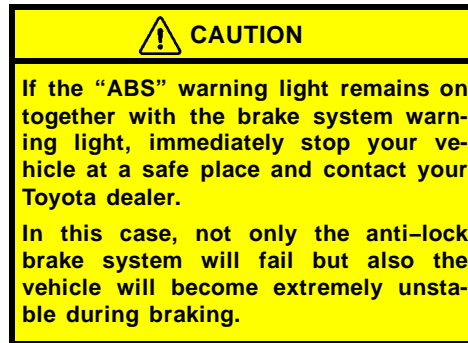 CAUTION
If the “ABS” warning light remains on
together with the brake system warn-
ing light, immediately stop your ve-
hicle at a safe place and contact your
Toyota dealer.
In this case, not only the anti–lock
brake system will fail but also the
vehicle will become extremely unsta-
ble during braking.